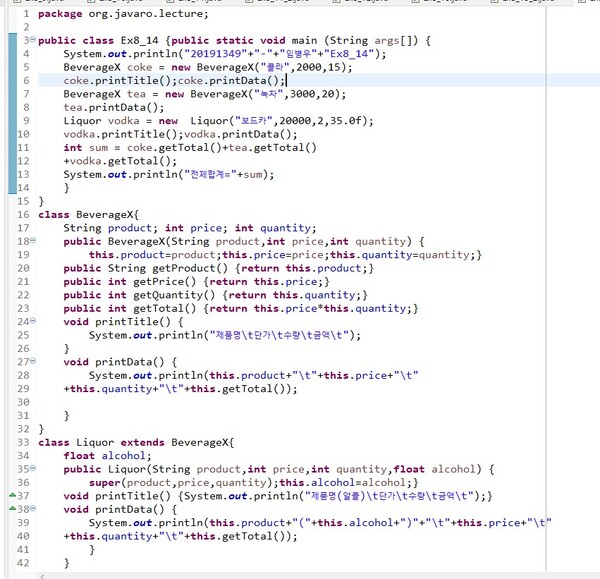 1 package org.javaro.lecture;
2
3 public class Ex8_14 {public static void main (String args[]) {
4 System.out.println("20191349"+"-"+"임병우"+"Ex8_14");
5 BeverageX coke = new BeverageX("콜라",2000,15);
6 coke.printTitle();coke.printData();
7 BeverageX tea = new BeverageX("녹차",3000,20);
8 tea.printData();
9 Liquor vodka = new  Liquor("보드카",20000,2,35.0f);
10 vodka.printTitle();vodka.printData();
11 int sum = coke.getTotal()+tea.getTotal()
12 +vodka.getTotal();
13 System.out.println("전체합계="+sum);
14 }
15 }
16 class BeverageX{
17 String product; int price; int quantity;
18 public BeverageX(String product,int price,int quantity) {
19 this.product=product;this.price=price;this.quantity=quantity;}
20 public String getProduct() {return this.product;}
21 public int getPrice() {return this.price;}
22 public int getQuantity() {return this.quantity;}
23 public int getTotal() {return this.price*this.quantity;}
24 void printTitle() {
25 System.out.println("제품명\t단가\t수량\t금액\t");
26 }
27 void printData() {
28 System.out.println(this.product+"\t"+this.price+"\t"
29 +this.quantity+"\t"+this.getTotal());
30
31 }
32 }
33 class Liquor extends BeverageX{
34 float alcohol;
35 public Liquor(String product,int price,int quantity,float alcohol) {
36 super(product,price,quantity);this.alcohol=alcohol;}
37 void printTitle() {System.out.println("제품명(알콜)\t단가\t수량\t금액\t");}
38 void printData() {
39 System.out.println(this.product+"("+this.alcohol+")"+"\t"+this.price+"\t"
40 +this.quantity+"\t"+this.getTotal());
41 }
42 }